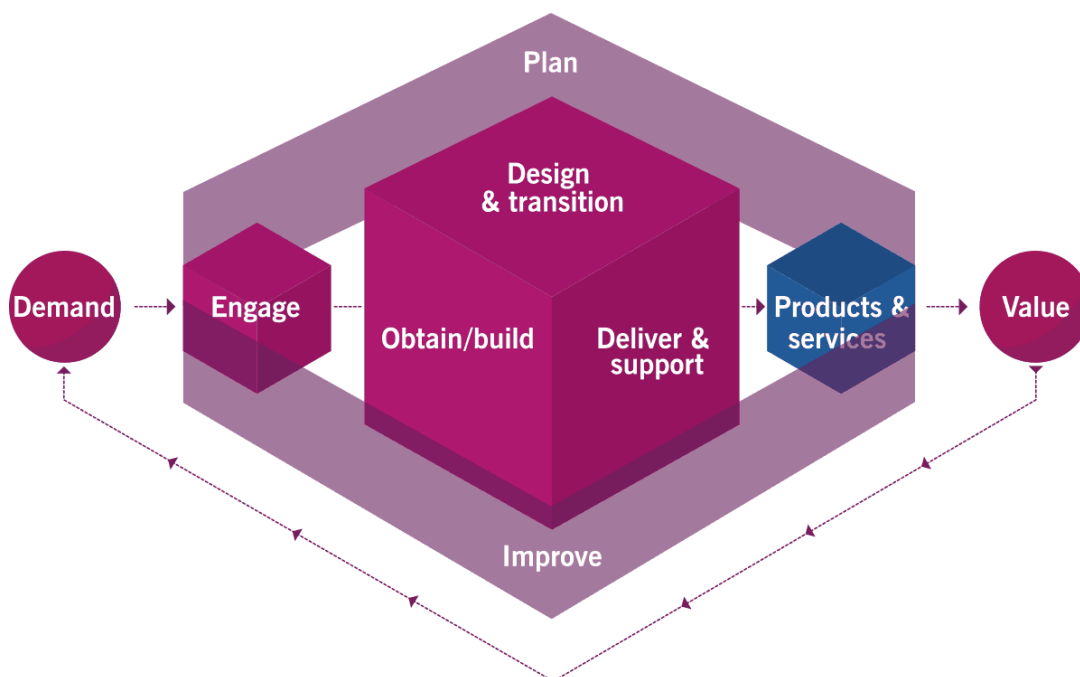 Plan
Design
& transition
Demand
Engage
Obtain/build
Deliver &
support
Products &
services
Value
Improve